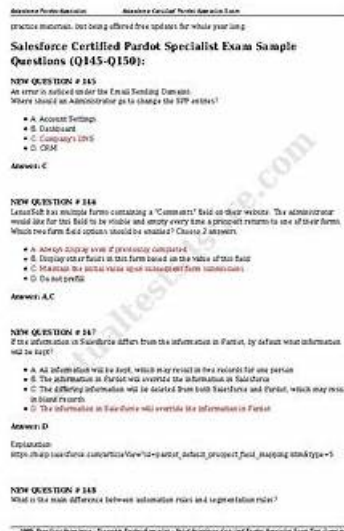 Salesforce Pardot-Specialist Salesforce Certified Pardot Specialist Exam
practice materials, but being offered free updates for whole year long.
Salesforce Certified Pardot Specialist Exam Sample
Questions (Q145-Q150):
NEW QUESTION # 145
An error is noticed under the Email Sending Domains.
Where should an Administrator go to change the SPF entries?
A. Account Settings
B. Dashboard
C. Company's DNS
D. CRM
Answer: C
NEW QUESTION # 146
LenoxSoft has multiple forms containing a "Comments" field on their website. The administrator
would like for this field to be visible and empty every time a prospect returns to one of their forms.
Which two form field options should be enabled? Choose 2 answers.
A. Always display even if previously completed
B. Display other fields in this form based on the value of this field
C. Maintain the initial value upon subsequent form submissions
D. Do not prefill
Answer: A,C
NEW QUESTION # 147
If the information in Salesforce differs from the information in Pardot, by default what information
will be kept?
A. All information will be kept, which may result in two records for one person
B. The information in Pardot will override the information in Salesforce
C. The differing information will be deleted from both Salesforce and Pardot, which may result
in blank records
D. The information in Salesforce will override the information in Pardot
Answer: D
Explanation
NEW QUESTION # 148
What is the main difference between automation rules and segmentation rules?